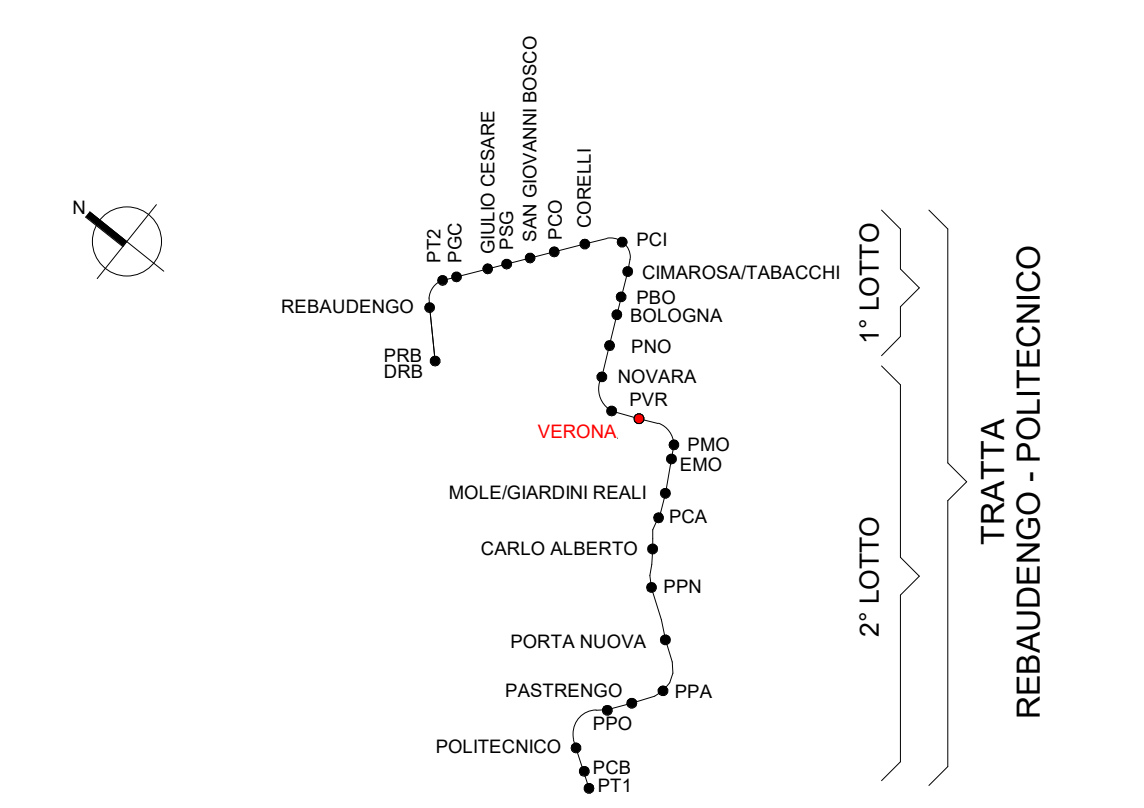 N
PT2
PGC
GIULIO CESARE
PSG
SAN GIOVANNI BOSCO
PCO
CORELLI
PCI
CIMAROSA/TABACCHI
REBAUDENGO
PBO
BOLOGNA
PRB
DRB
PNO
NOVARA
PVR
VERONA
PMO
EMO
MOLE/GIARDINI REALI
PCA
CARLO ALBERTO
PPN
PORTA NUOVA
PASTRENGO
PPA
PPO
POLITECNICO
PCB
PT1
1° LOTTO
2° LOTTO
TRATTA
REBAUDENGO - POLITECNICO